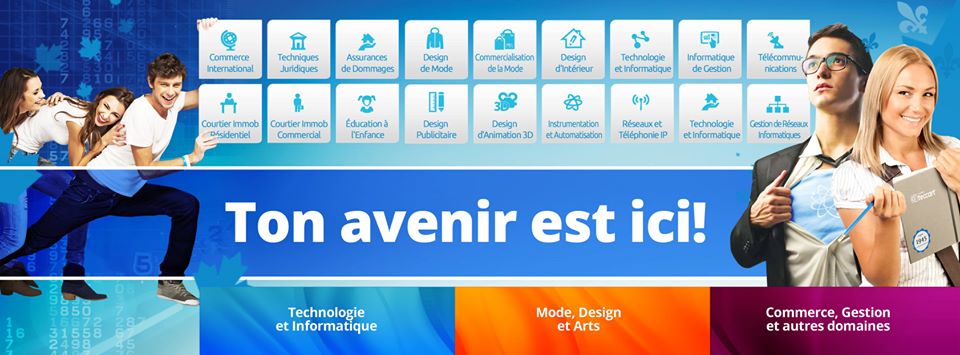 Commerce
International
Techniques
Juridiques
Assurances
de Dommages
Design
de Mode
Commercialisation
de la Mode
Design
d'Intérieur
Technologie
et Informatique
Informatique
de Gestion
Télécommu-
nications
Courtier Immob
Résidentiel
Courtier Immob
Commercial
Éducation à
l'Enfance
Design
Publicitaire
3D
Design
d'Animation 3D
Instrumentation
et Automatisation
Réseaux et
Téléphonie IP
Technologie
et Informatique
Gestion de Réseaux
Informatiques
Ton avenir est ici!
teccart
1945
Technologie
et Informatique
Mode, Design
et Arts
Commerce, Gestion
et autres domaines